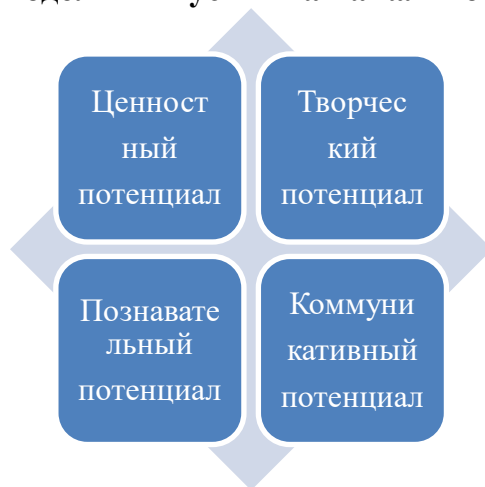 Ценност
ный
потенциал
Творчес
кий
потенциал
Познавате
льный
потенциал
Коммуни
кативный
потенциал